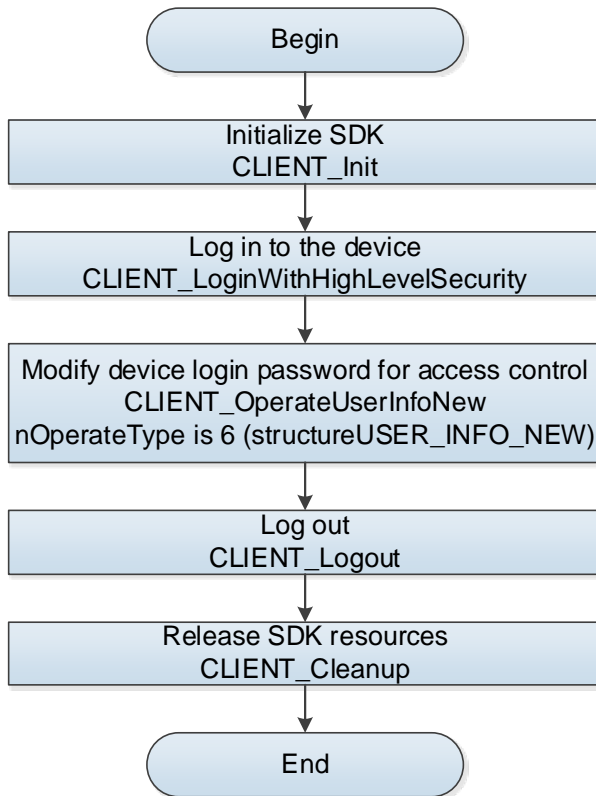 Begin
Initialize SDK
CLIENT_Init
Log in to the device
CLIENT_LoginWithHighLevelSecurity
Modify device login password for access control
CLIENT_OperateUserInfoNew
nOperateType is 6 (structureUSER_INFO_NEW)
Log out
CLIENT_Logout
Release SDK resources
CLIENT_Cleanup
End